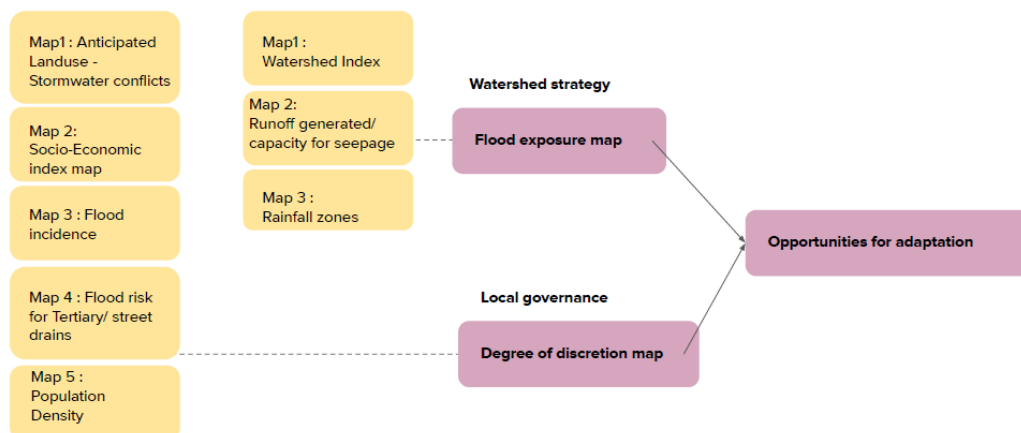 Map1 : Anticipated
Landuse -
Stormwater conflicts
Map 2:
Socio-Economic
index map
Map 3 : Flood
incidence
Map 4 : Flood risk
for Tertiary/ street
drains
Map 5 :
Population
Density
Map1 :
Watershed Index
Map 2:
Runoff generated/
capacity for seepage
Map 3 :
Rainfall zones
Watershed strategy
Flood exposure map
Local governance
Degree of discretion map
Opportunities for adaptation